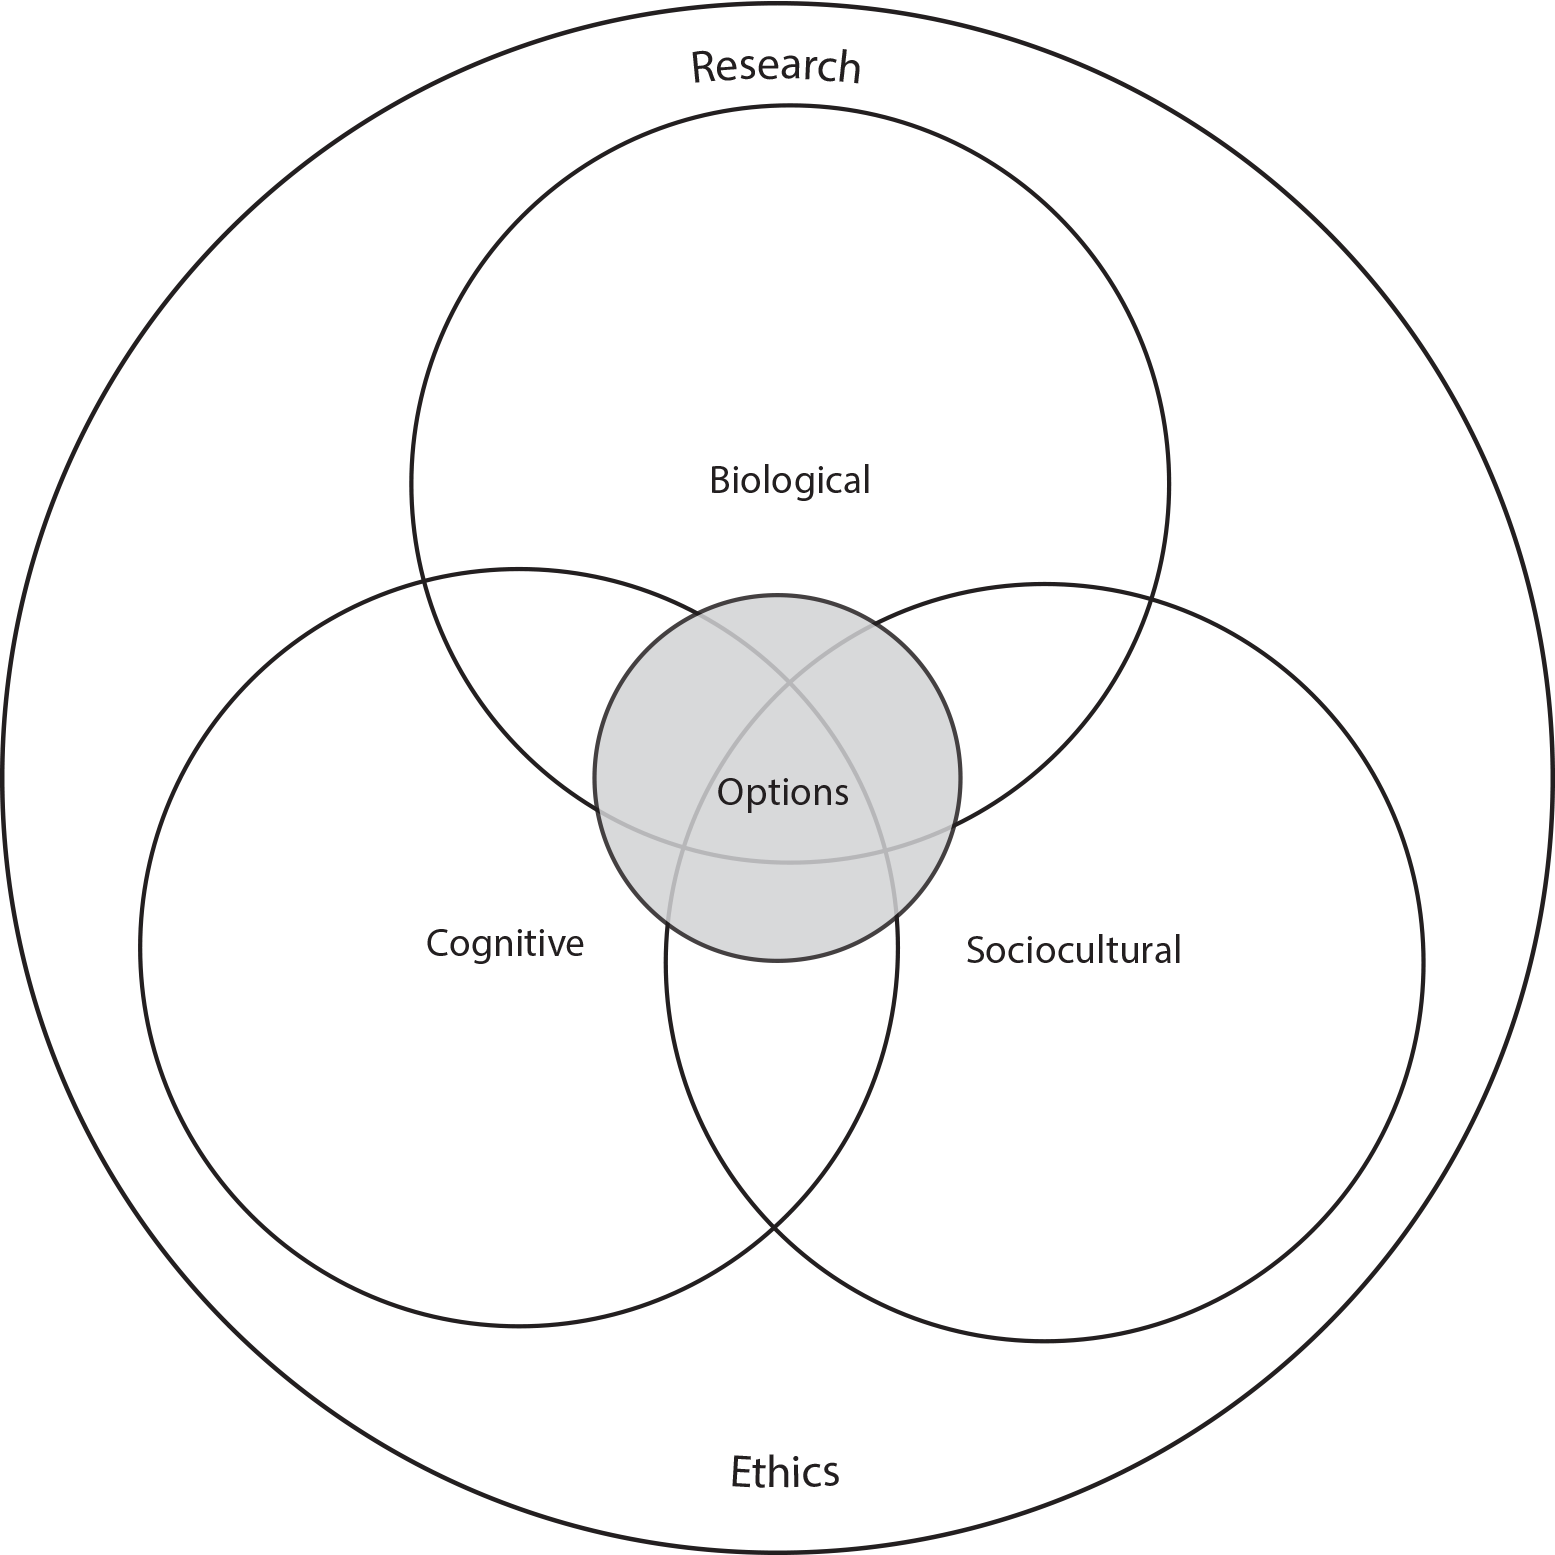 Research
Biological
Options
Cognitive
Sociocultural
Ethics